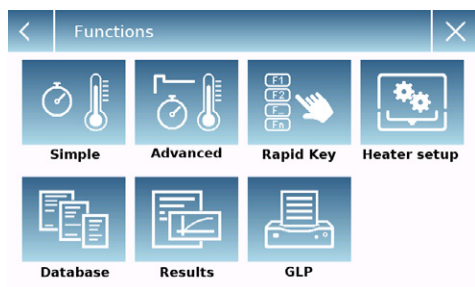 Functions
F1
F2
F...
Fn
Simple
Advanced
Rapid Key
Heater setup
Database
Results
GLP